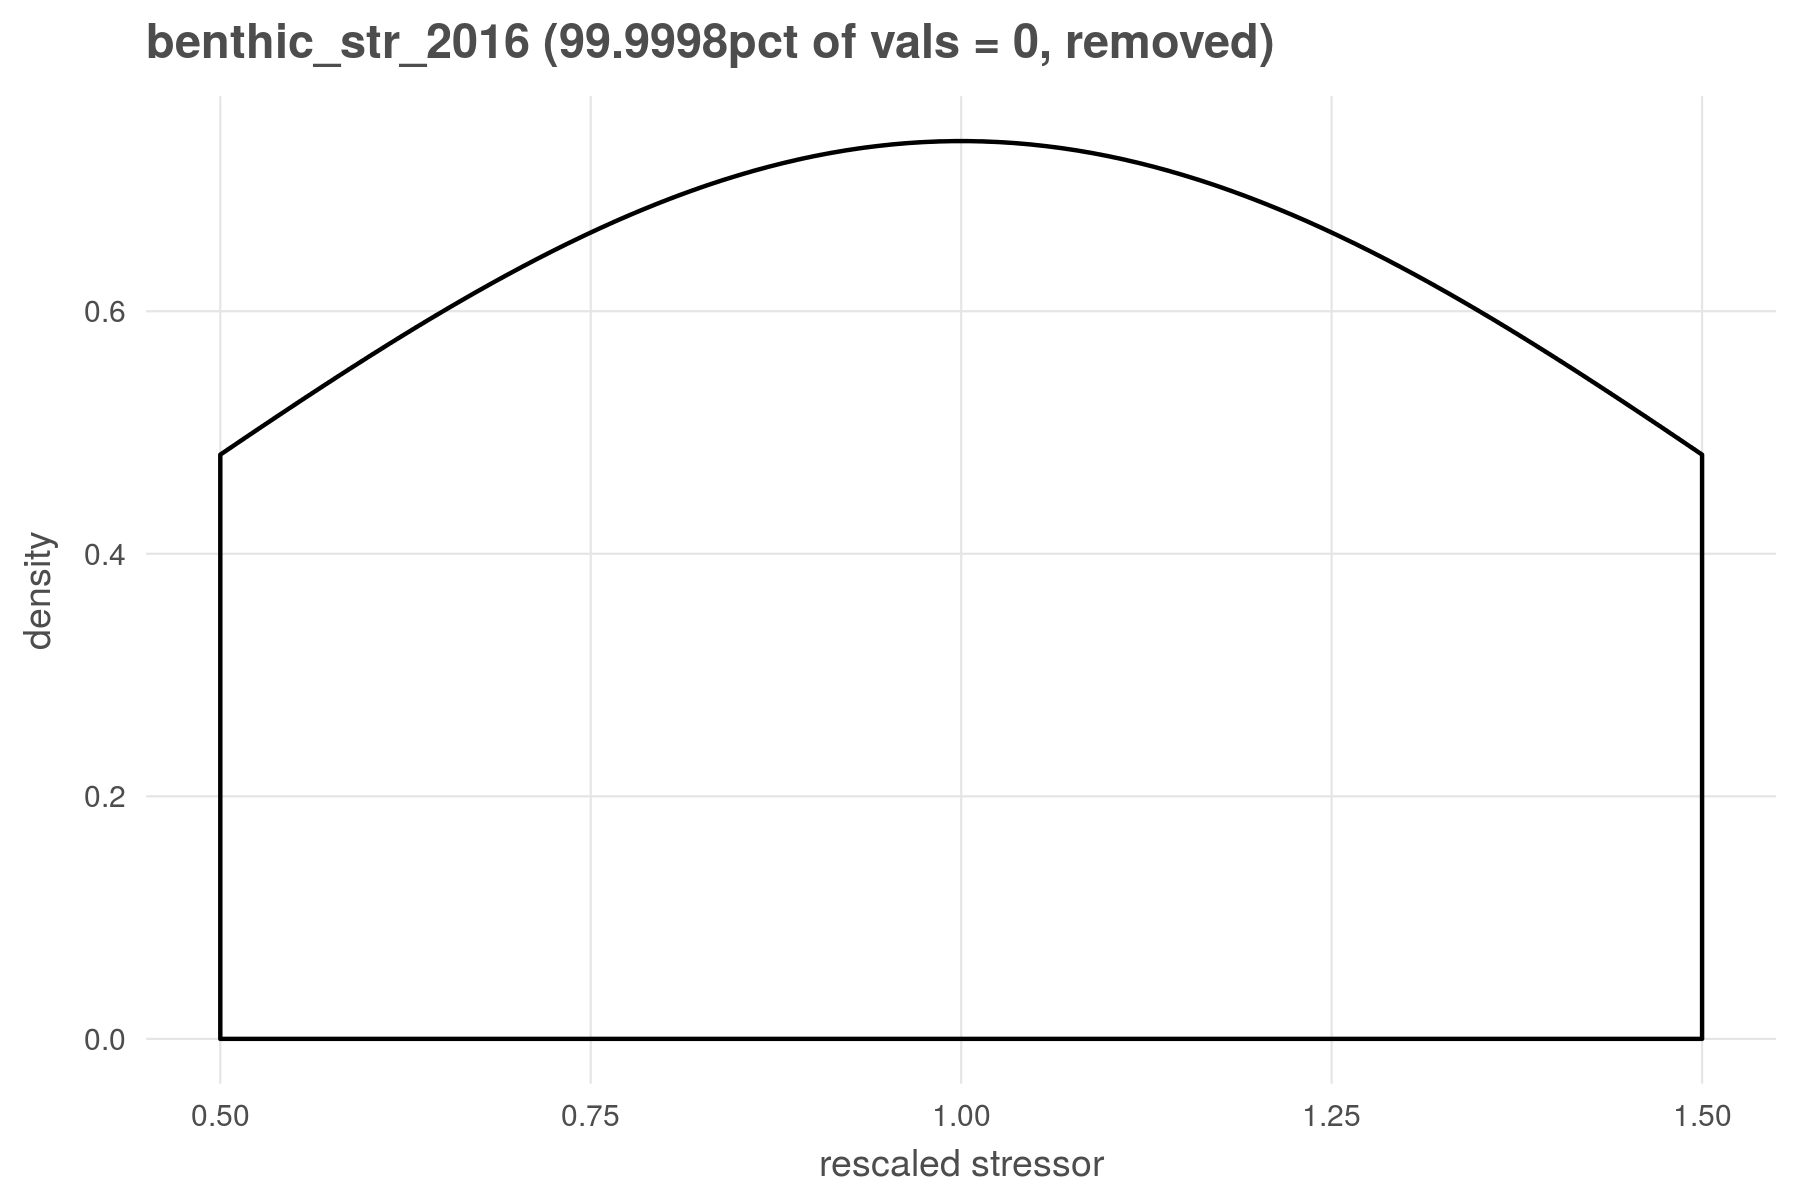 benthic_str_2016 (99.9998pct of vals = 0, removed)
0.6
0.4
0.2
0.0
density
0.50 0.75 1.00 1.25 1.50
rescaled stressor